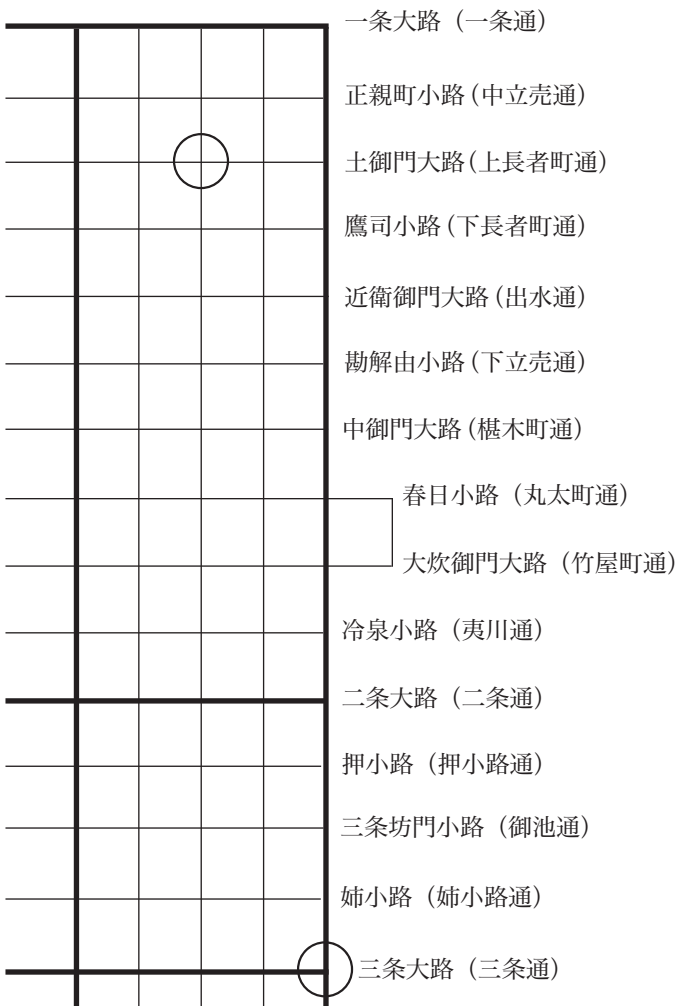 一条大路（一条通）
正親町小路（中立売通）
土御門大路（上長者町通）
鷹司小路（下長者町通）
近衛御門大路（出水通）
勘解由小路（下立売通）
中御門大路（椹木町通）
春日小路（丸太町通）
大炊御門大路（竹屋町通）
冷泉小路（夷川通）
二条大路（二条通）
押小路（押小路通）
三条坊門小路（御池通）
姉小路（姉小路通）
三条大路（三条通）